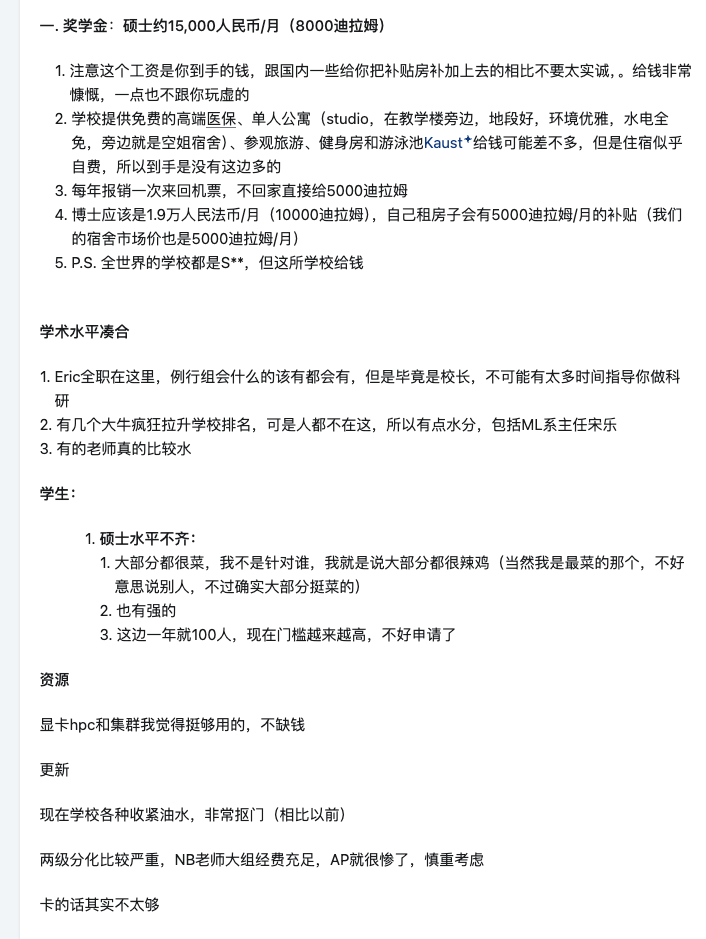 一. 奖学金：硕士约15,000人民币/月（8000迪拉姆）
1. 注意这个工资是你到手的钱，跟国内一些给你把补贴房补加上去的相比不要太实诚，。给钱非常
慷慨，一点也不跟你玩虚的
2. 学校提供免费的高端医保、单人公寓（studio，在教学楼旁边，地段好，环境优雅，水电全
免，旁边就是空姐宿舍）、参观旅游、健身房和游泳池Kaust✦给钱可能差不多，但是住宿似乎
自费，所以到手是没有这边多的
3. 每年报销一次来回机票，不回家直接给5000迪拉姆
4. 博士应该是1.9万人民法币/月（10000迪拉姆），自己租房子会有5000迪拉姆/月的补贴（我们
的宿舍市场价也是5000迪拉姆/月）
5. P.S. 全世界的学校都是S**，但这所学校给钱
学术水平凑合
1. Eric全职在这里，例行组会什么的该有都会有，但是毕竟是校长，不可能有太多时间指导你做科
研
2. 有几个大牛疯狂拉升学校排名，可是人都不在这，所以有点水分，包括ML系主任宋乐
3. 有的老师真的比较水
学生：
1. 硕士水平不齐：
1. 大部分都很菜，我不是针对谁，我就是说大部分都很辣鸡（当然我是最菜的那个，不好
意思说别人，不过确实大部分挺菜的）
2. 也有强的
3. 这边一年就100人，现在门槛越来越高，不好申请了
资源
显卡hpc和集群我觉得挺够用的，不缺钱
更新
现在学校各种收紧油水，非常抠门（相比以前）
两级分化比较严重，NB老师大组经费充足，AP就很惨了，慎重考虑
卡的话其实不太够